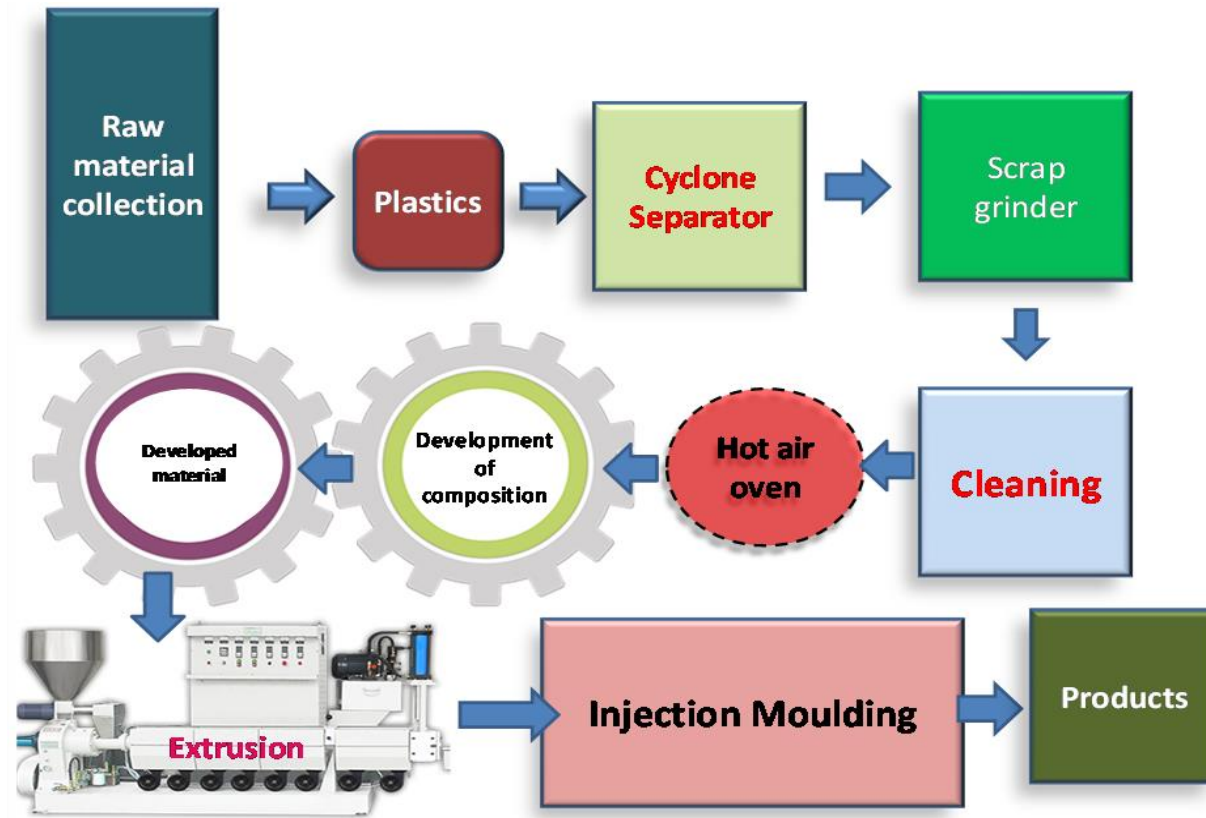 Raw
material
collection
Plastics
Cyclone
Separator
Scrap
grinder
Developed
material
Development
of
composition
Hot air
oven
Cleaning
Extrusion
Injection Moulding
Products